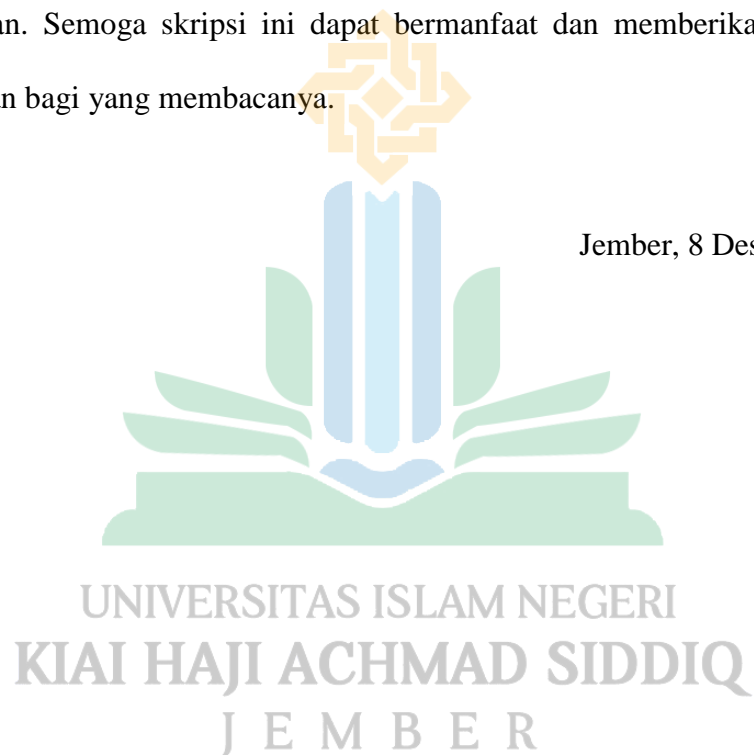 an. Semoga skripsi ini dapat bermanfaat dan memberika
n bagi yang membacanya.
Jember, 8 Des
UNIVERSITAS ISLAM NEGERI
KIAI HAJI ACHMAD SIDDIQ
JEMBER